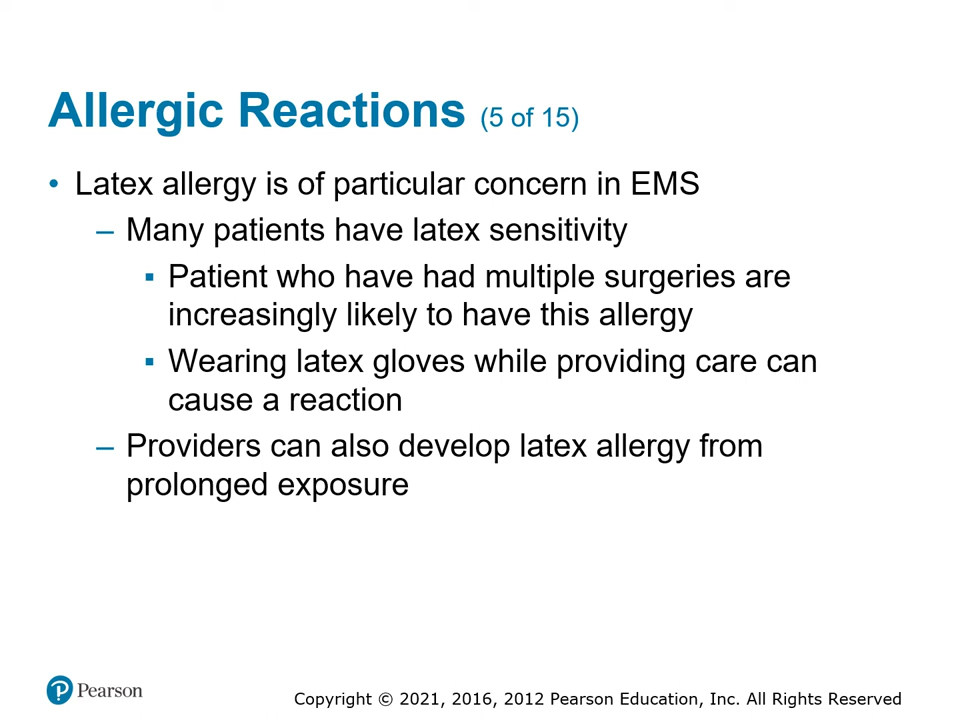 Allergic Reactions (5 of 15)
• Latex allergy is of particular concern in EMS
– Many patients have latex sensitivity
▪ Patient who have had multiple surgeries are
increasingly likely to have this allergy
▪ Wearing latex gloves while providing care can
cause a reaction
– Providers can also develop latex allergy from
prolonged exposure
Pearson
Copyright © 2021, 2016, 2012 Pearson Education, Inc. All Rights Reserved